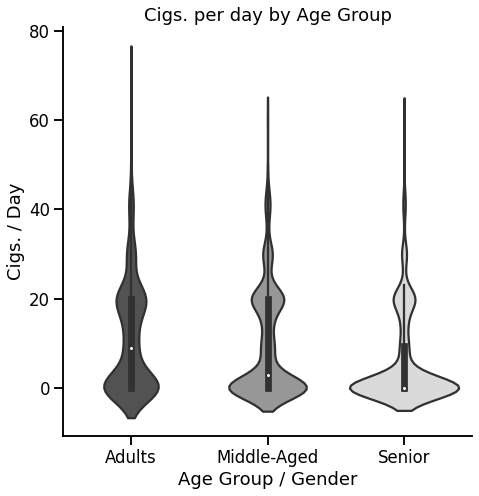 Cigs. per day by Age Group
80
60
40
20
0
Cigs. / Day
Adults
Middle-Aged
Senior
Age Group / Gender